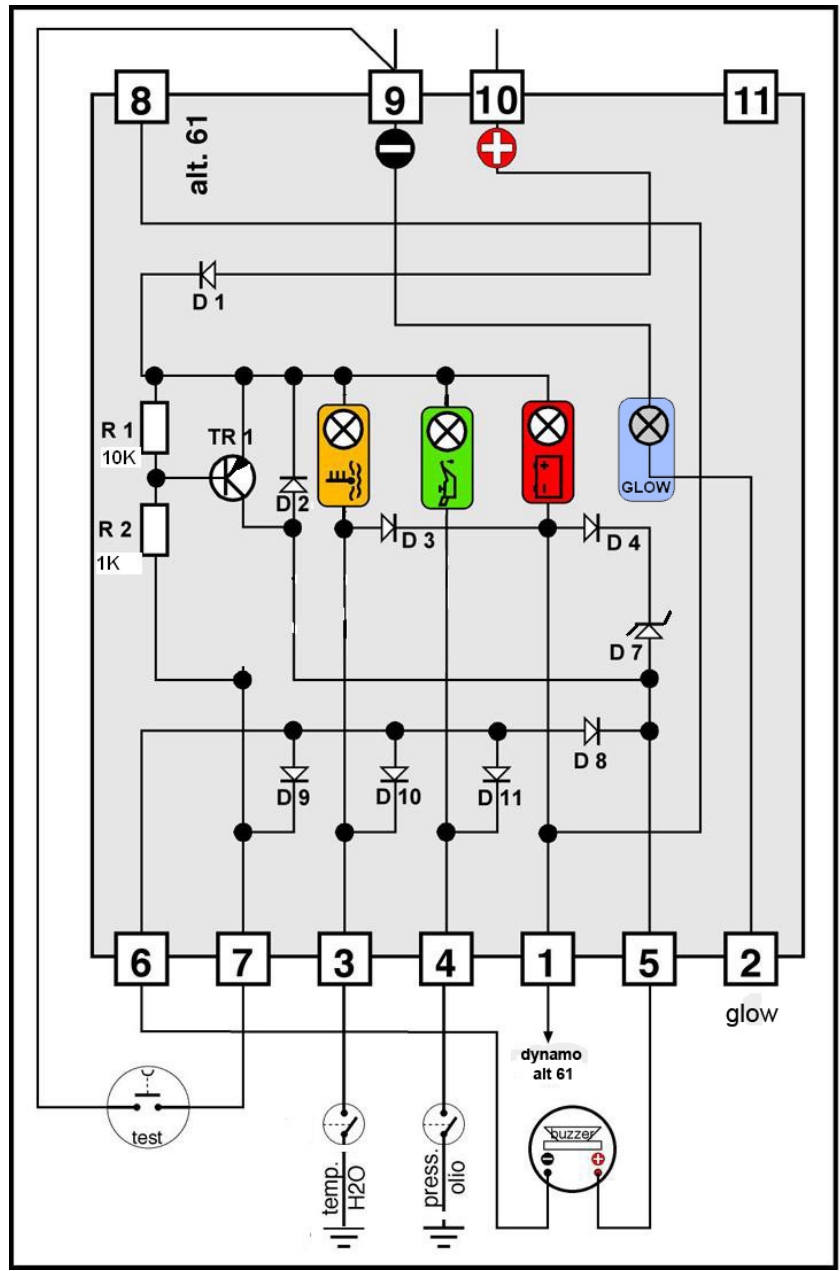 8
9
10
11
alt. 61
D 1
R 1
10K
TR 1
D 2
GLOW
R 2
1K
D 3
D 4
D 7
D 8
D 9
D 10
D 11
6
7
3
4
1
5
2
glow
dynamo
alt 61
test
temp.
H2O
press.
olio
buzzer